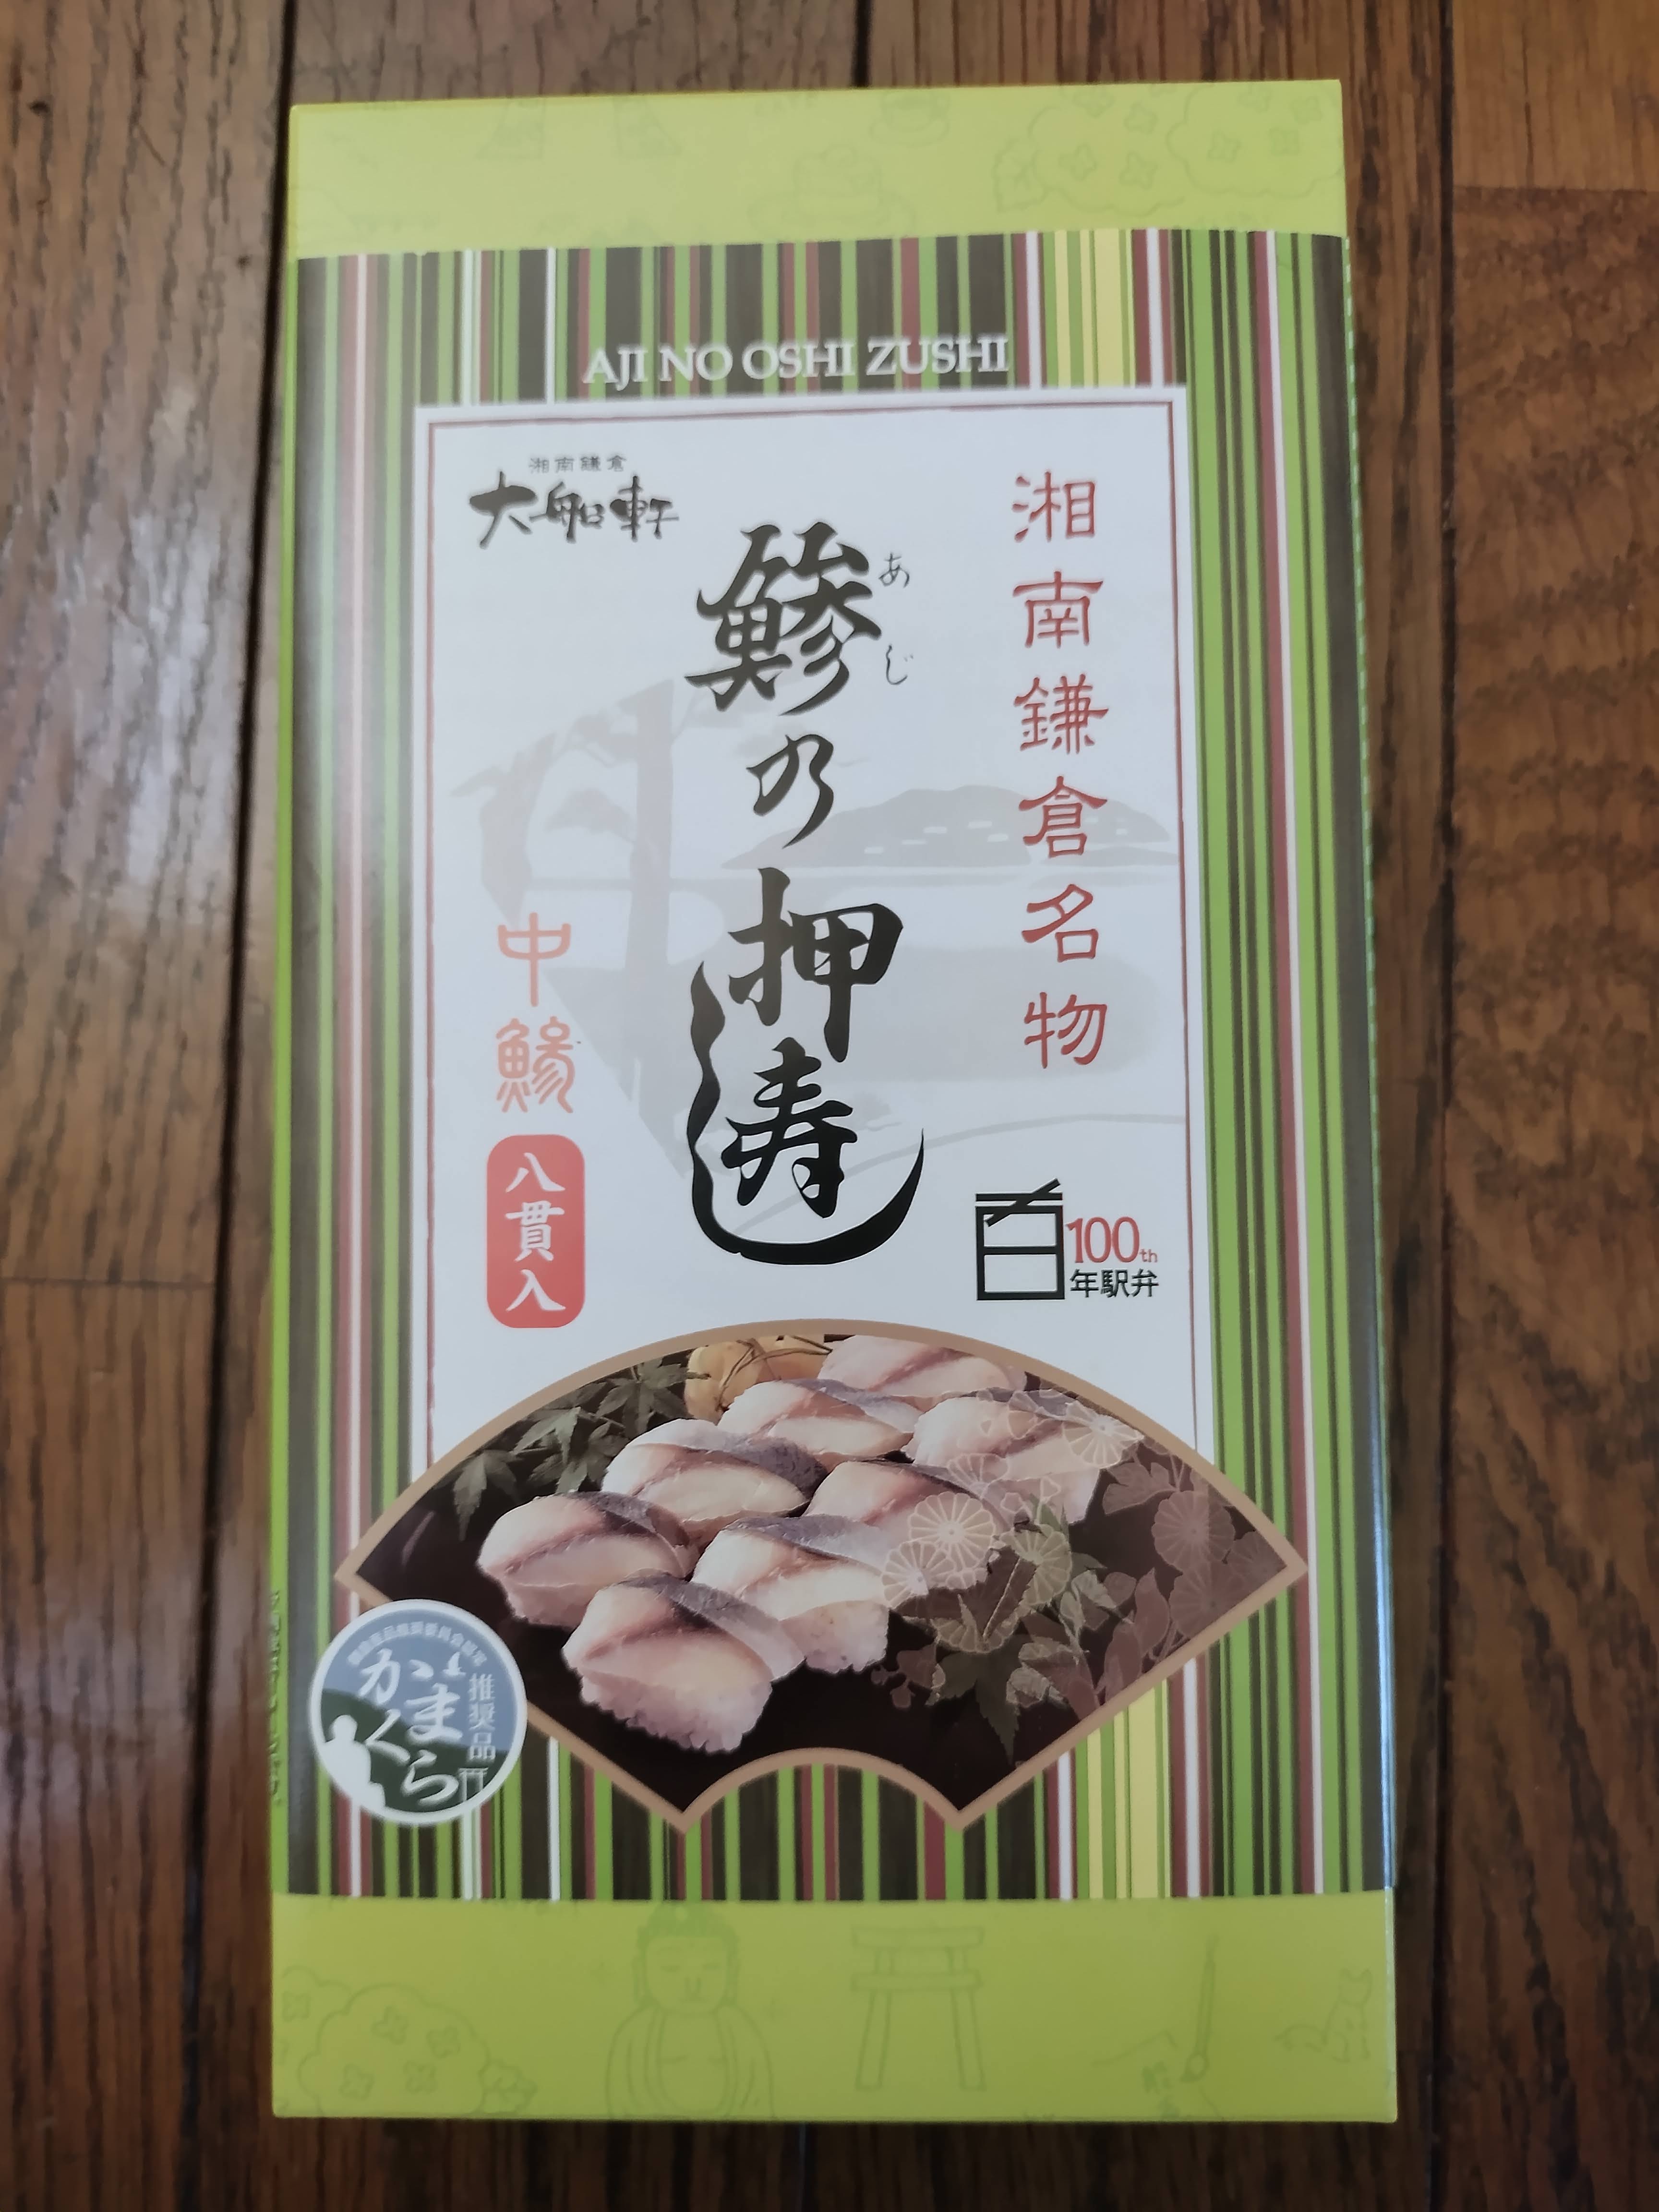 AJI NO OSHI ZUSHI
湘南鎌倉
大船軒
湘南鎌倉名物
鯵の押寿
あじ
中鯵
八貫入
100th
年駅弁
かまくら
推奨品